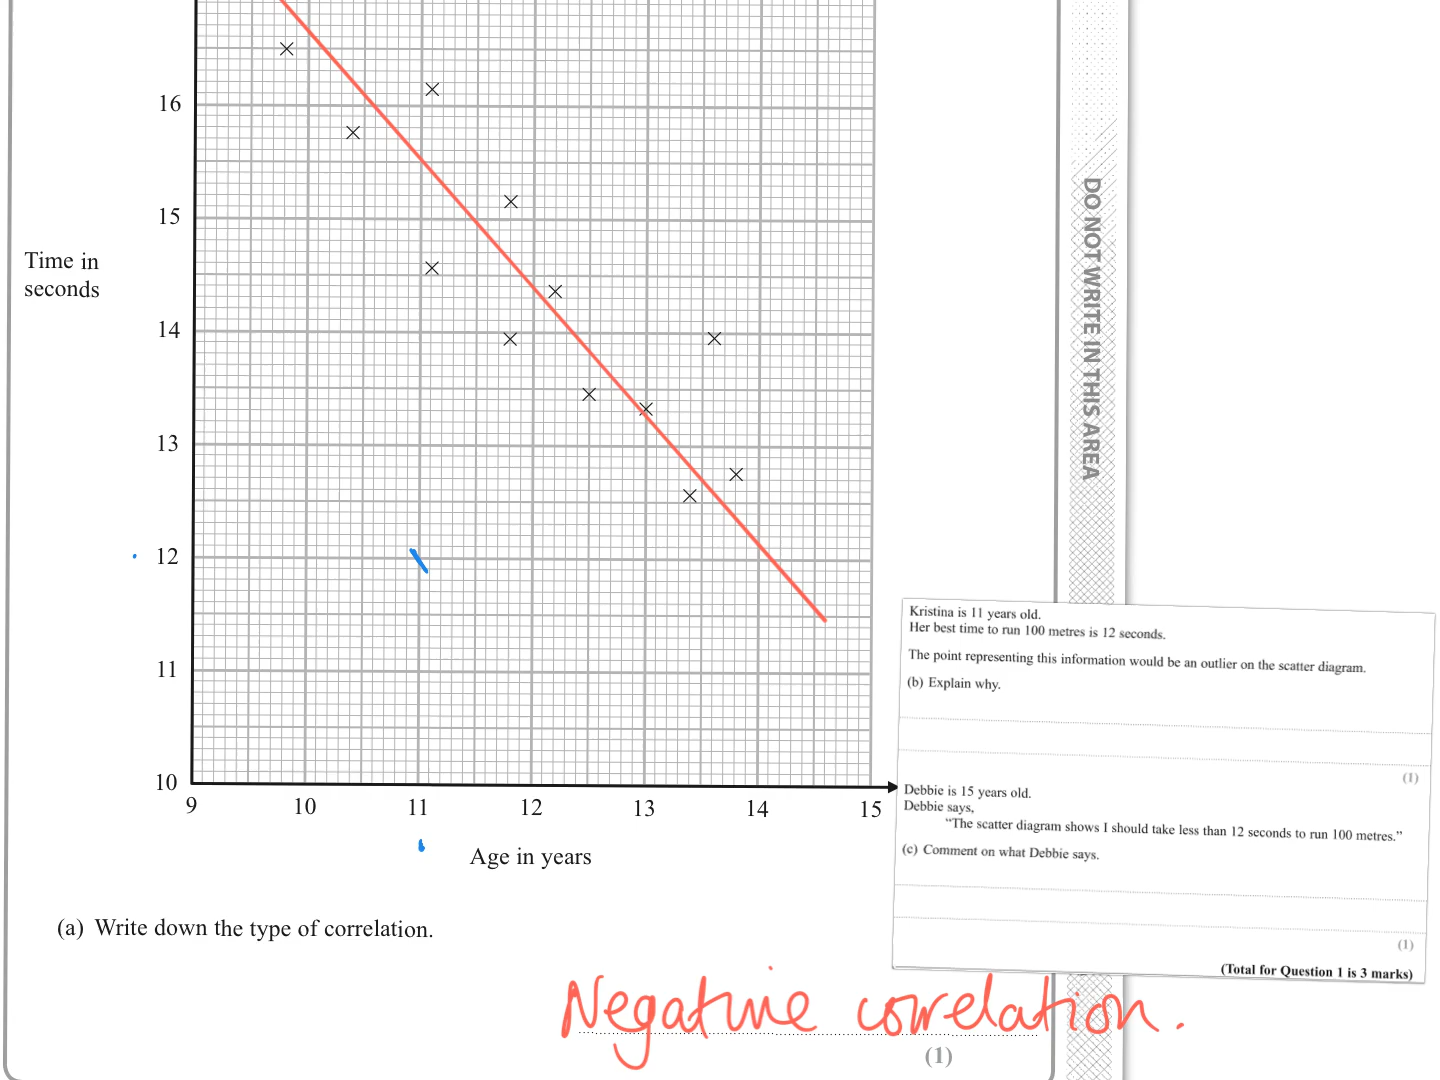 16
15
Time in
seconds
14
13
12
11
10
9 10 11 12 13 14 15
Age in years
(a) Write down the type of correlation.
Negative correlation.
(1)
DO NOT WRITE IN THIS AREA
Kristina is 11 years old.
Her best time to run 100 metres is 12 seconds.
The point representing this information would be an outlier on the scatter diagram.
(b) Explain why.
(1)
Debbie is 15 years old.
Debbie says,
“The scatter diagram shows I should take less than 12 seconds to run 100 metres.”
(c) Comment on what Debbie says.
(1)
(Total for Question 1 is 3 marks)